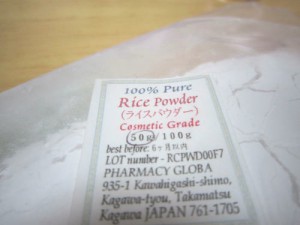 100% Pure
Rice Powder
(ライスパウダー)
Cosmetic Grade
50g / 100g
best before: 6ヶ月以内
LOT number - RCPWD00F7
PHARMACY GLOBA
935-1 Kawahigashi-shimo,
Kagawa-tyou, Takamatsu
Kagawa JAPAN 761-1705